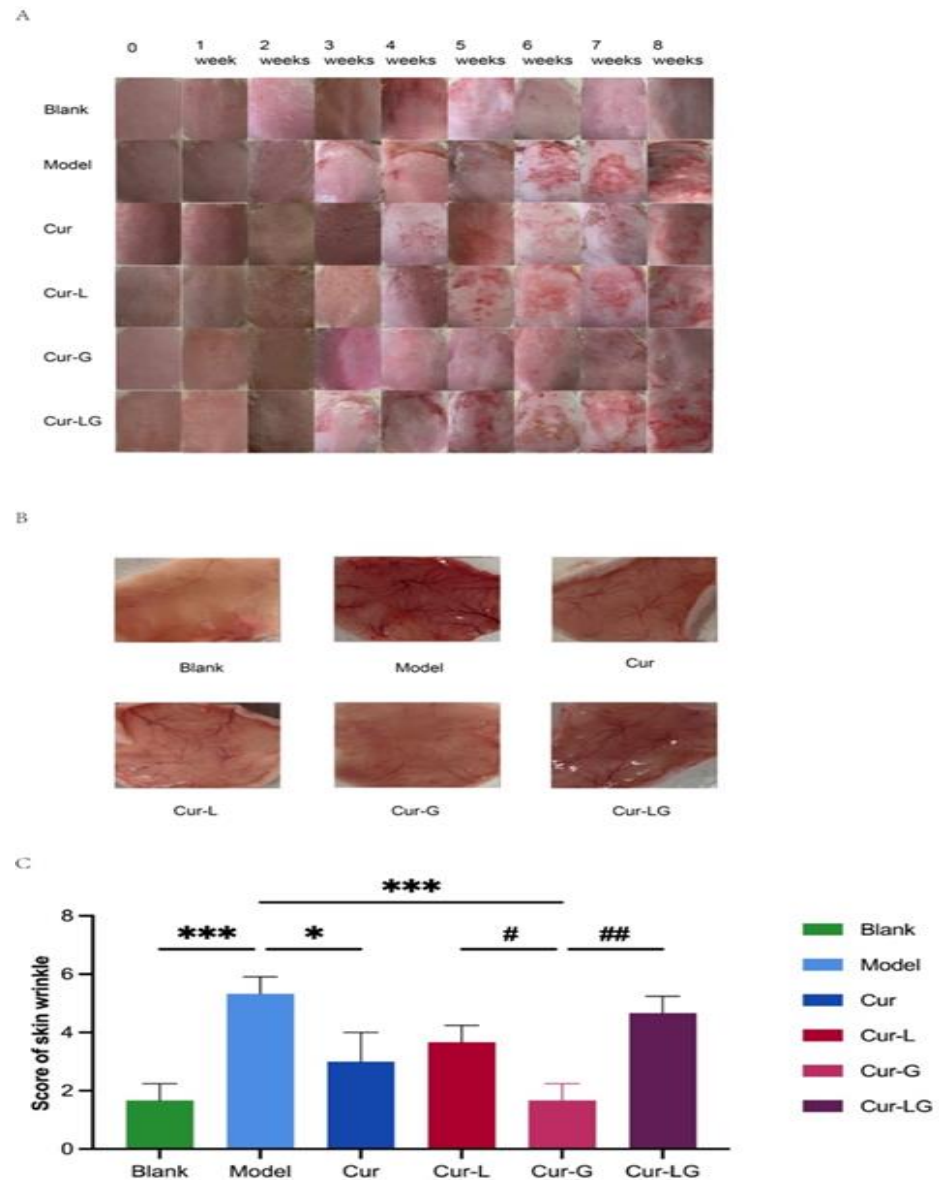 A
0 1 2 3 4 5 6 7 8
week weeks weeks weeks weeks weeks weeks weeks
Blank
Model
Cur
Cur-L
Cur-G
Cur-LG
B
Blank Model Cur
Cur-L Cur-G Cur-LG
C
***
*** * # ##
8
6
4
2
0
Score of skin wrinkle
Blank Model Cur Cur-L Cur-G Cur-LG
Blank
Model
Cur
Cur-L
Cur-G
Cur-LG